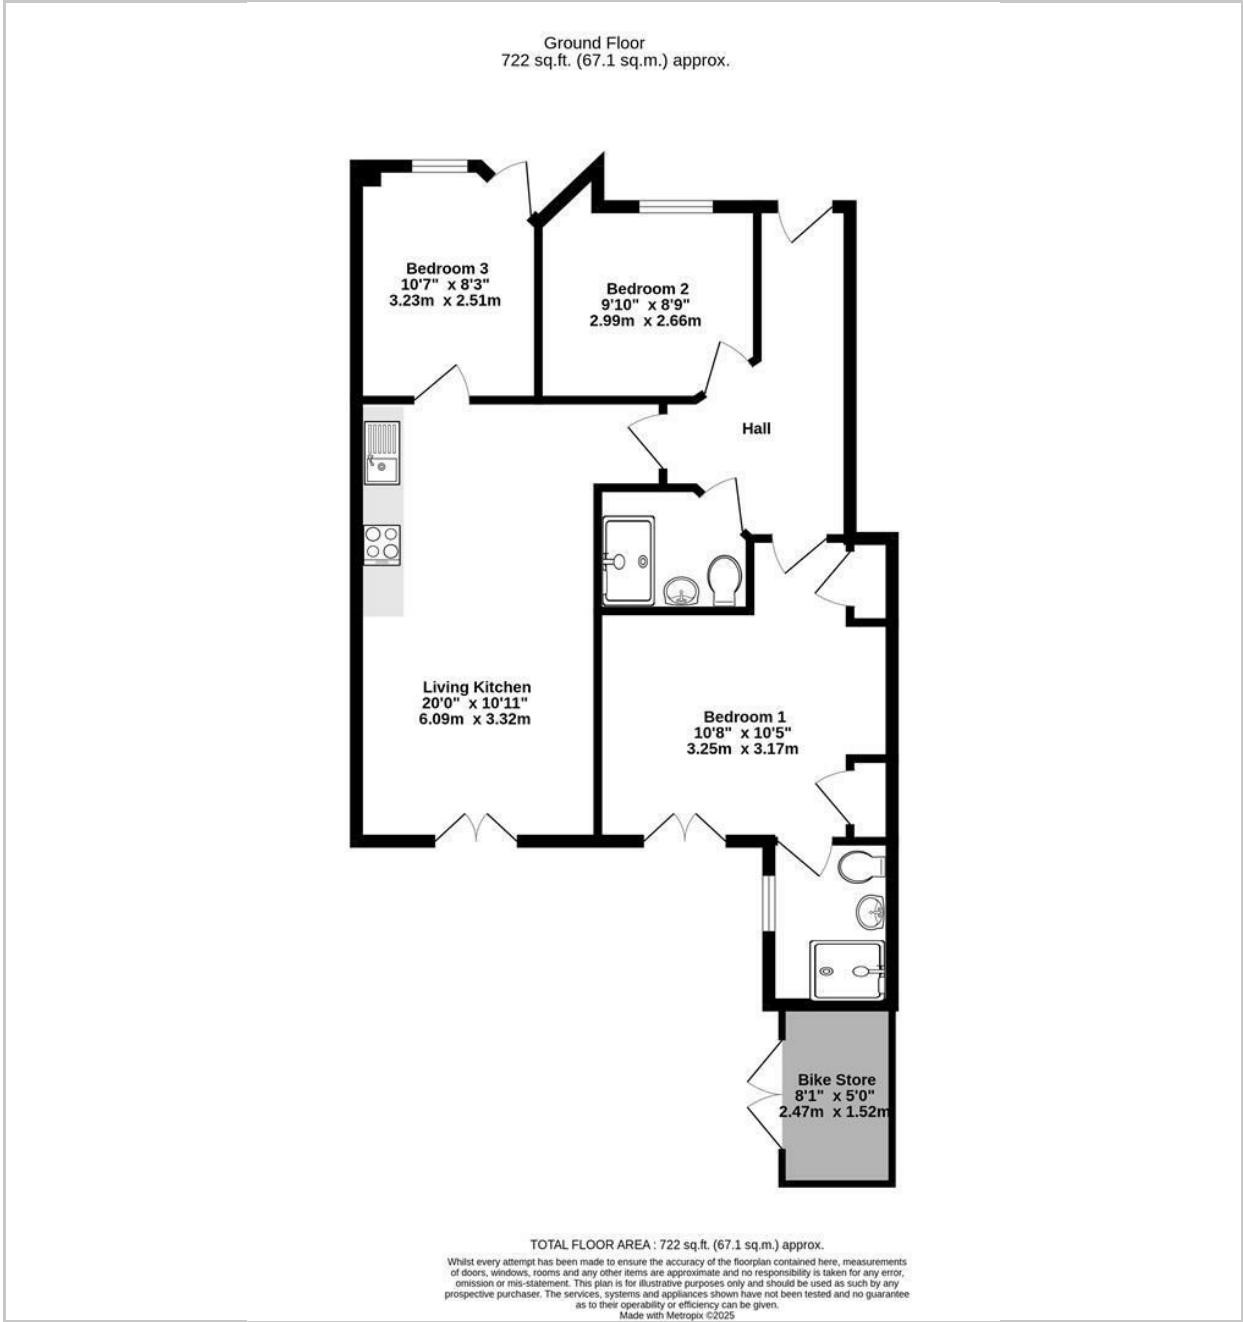 Ground Floor
722 sq.ft. (67.1 sq.m.) approx.
Bedroom 3
10'7" x 8'3"
3.23m x 2.51m
Bedroom 2
9'10" x 8'9"
2.99m x 2.66m
Hall
Living Kitchen
20'0" x 10'11"
6.09m x 3.32m
Bedroom 1
10'8" x 10'5"
3.25m x 3.17m
Bike Store
8'1" x 5'0"
2.47m x 1.52m
TOTAL FLOOR AREA : 722 sq.ft. (67.1 sq.m.) approx.
Whilst every attempt has been made to ensure the accuracy of the floorplan contained here, measurements
of doors, windows, rooms and any other items are approximate and no responsibility is taken for any error,
omission or mis-statement. This plan is for illustrative purposes only and should be used as such by any
prospective purchaser. The services, systems and appliances shown have not been tested and no guarantee
as to their operability or efficiency can be given.
Made with Metropix ©2025